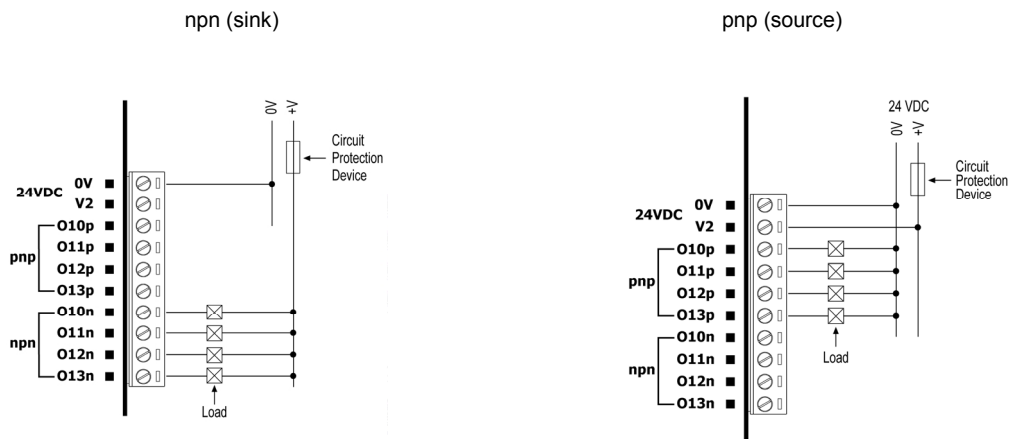 npn (sink)
0V
+V
Circuit
Protection
Device
24VDC
0V
V2
pnp
O10p
O11p
O12p
O13p
npn
O10n
O11n
O12n
O13n
Load
pnp (source)
24 VDC
0V
+V
Circuit
Protection
Device
24VDC
0V
V2
pnp
O10p
O11p
O12p
O13p
npn
O10n
O11n
O12n
O13n
Load